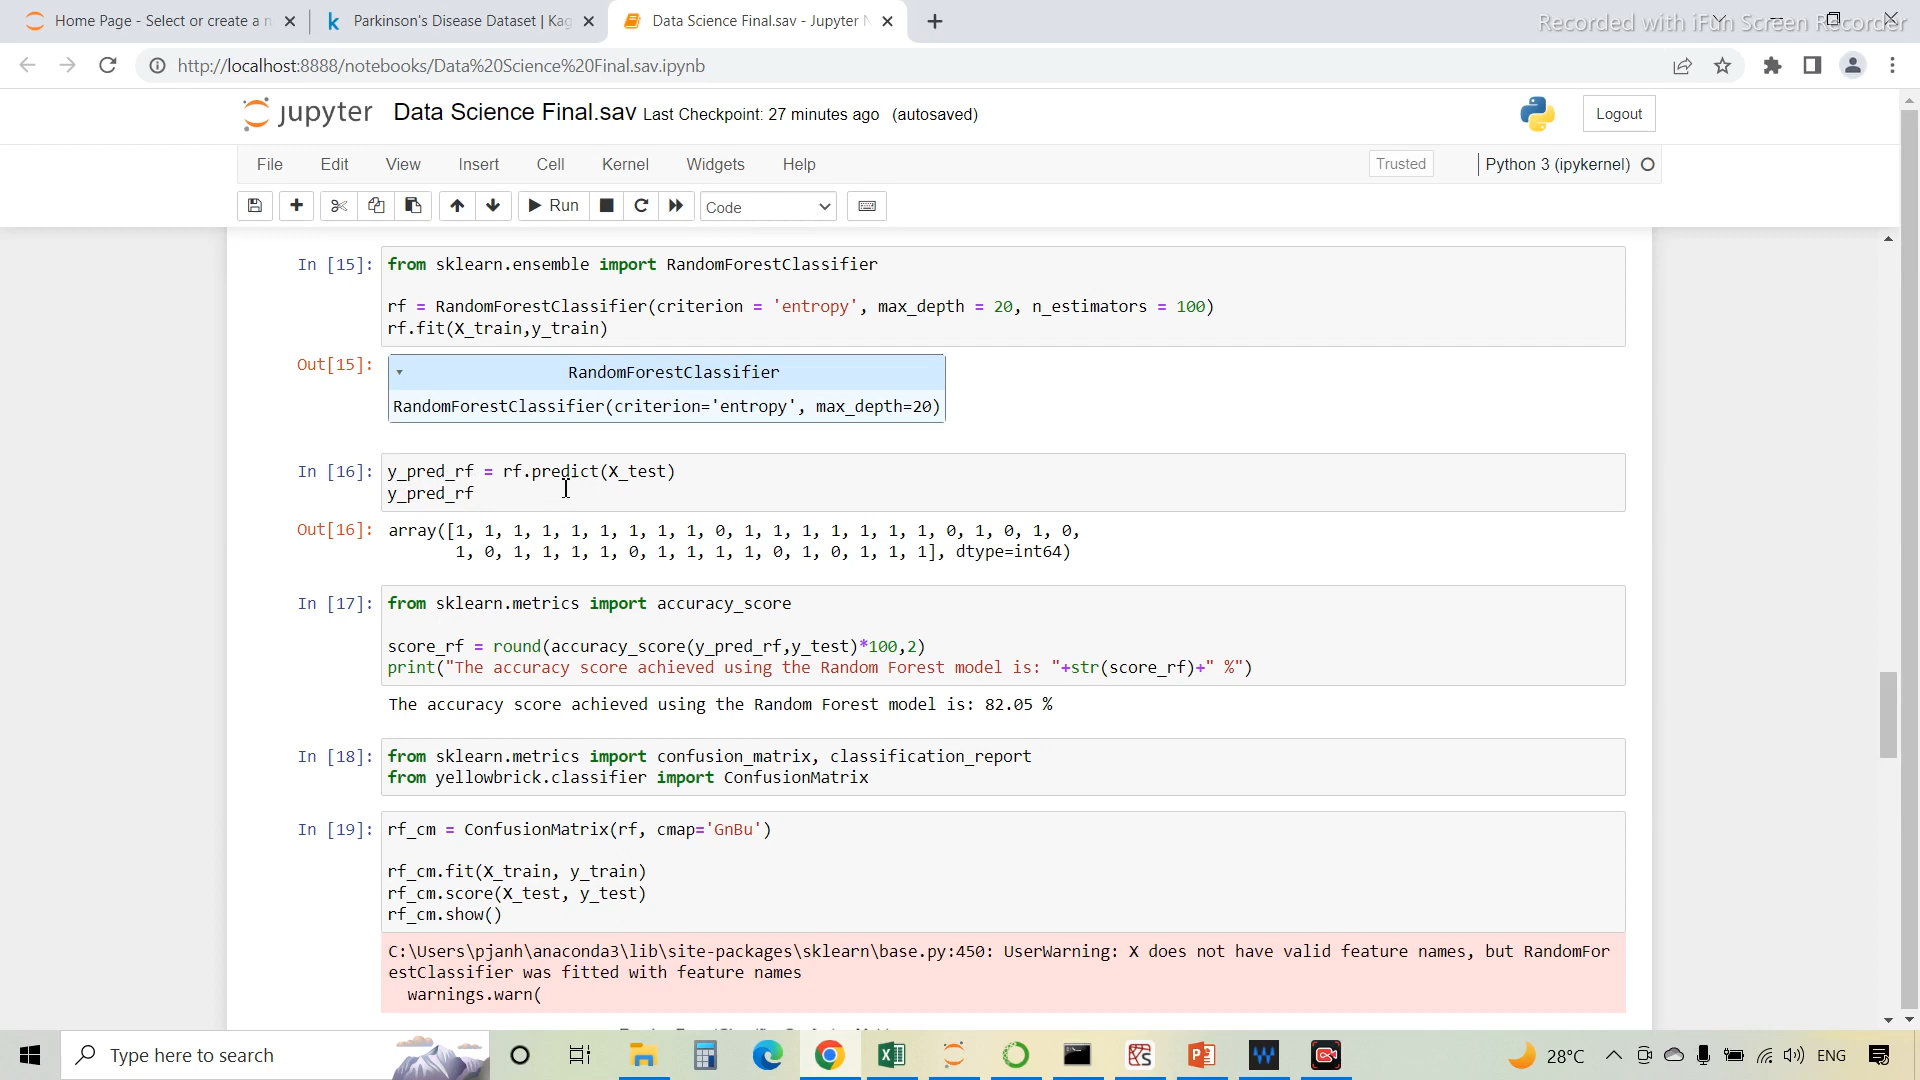 Home Page - Select or create a n
Parkinson's Disease Dataset | Kag
Data Science Final.sav - Jupyter N
Recorded with iFun Screen Recorder
http://localhost:8888/notebooks/Data%20Science%20Final.sav.ipynb
jupyter Data Science Final.sav Last Checkpoint: 27 minutes ago (autosaved)
Logout
File Edit View Insert Cell Kernel Widgets Help
Trusted
Python 3 (ipykernel)
Run
Code
In [15]: from sklearn.ensemble import RandomForestClassifier
rf = RandomForestClassifier(criterion = 'entropy', max_depth = 20, n_estimators = 100)
rf.fit(X_train,y_train)
Out[15]: RandomForestClassifier
RandomForestClassifier(criterion='entropy', max_depth=20)
In [16]: y_pred_rf = rf.predict(X_test)
y_pred_rf
Out[16]: array([1, 1, 1, 1, 1, 1, 1, 1, 1, 0, 1, 1, 1, 1, 1, 1, 1, 0, 1, 0, 1, 0,
1, 0, 1, 1, 1, 1, 0, 1, 1, 1, 1, 0, 1, 0, 1, 1, 1], dtype=int64)
In [17]: from sklearn.metrics import accuracy_score
score_rf = round(accuracy_score(y_pred_rf,y_test)*100,2)
print("The accuracy score achieved using the Random Forest model is: "+str(score_rf)+" %")
The accuracy score achieved using the Random Forest model is: 82.05 %
In [18]: from sklearn.metrics import confusion_matrix, classification_report
from yellowbrick.classifier import ConfusionMatrix
In [19]: rf_cm = ConfusionMatrix(rf, cmap='GnBu')
rf_cm.fit(X_train, y_train)
rf_cm.score(X_test, y_test)
rf_cm.show()
C:\Users\pjanh\anaconda3\lib\site-packages\sklearn\base.py:450: UserWarning: X does not have valid feature names, but RandomFor
estClassifier was fitted with feature names
warnings.warn(
Type here to search
28°C
ENG